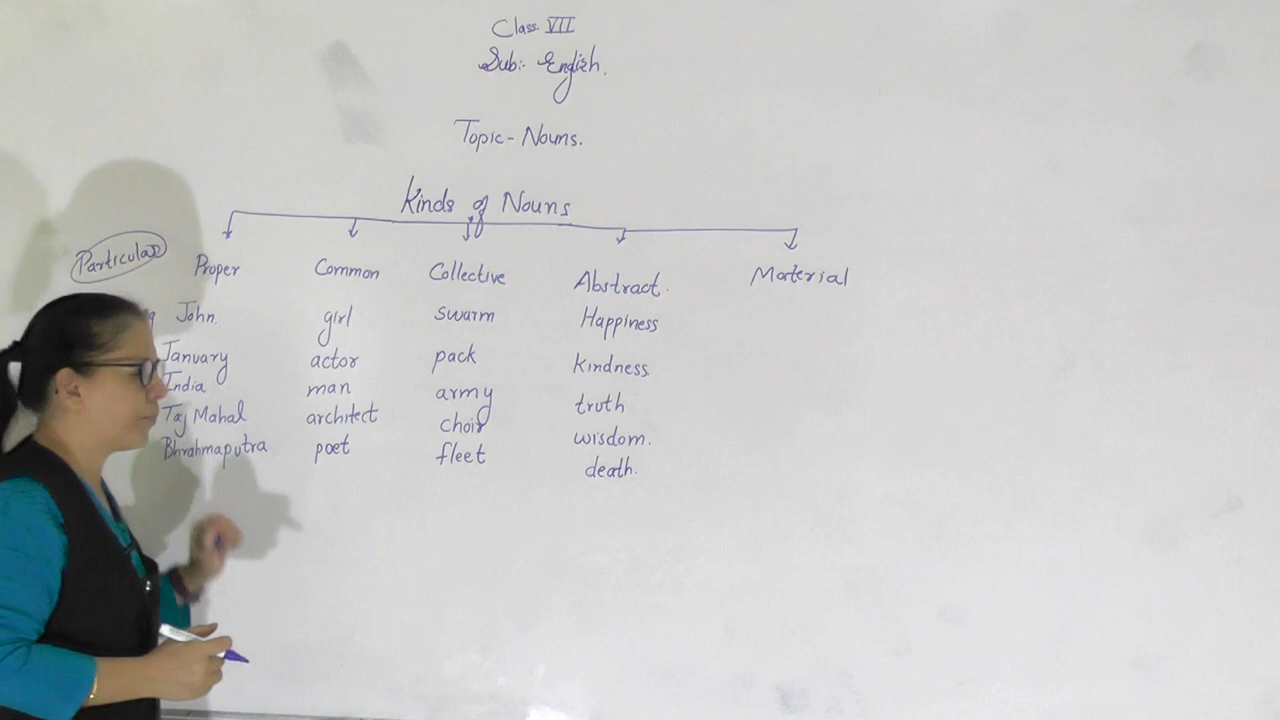 Class VII
Sub:- English.
Topic - Nouns.
Kinds of Nouns
Particular Proper Common Collective Abstract. Material
John. girl swarm Happiness
January actor pack kindness
India man army truth
Taj Mahal architect choir wisdom.
Bhrahmaputra poet fleet death.